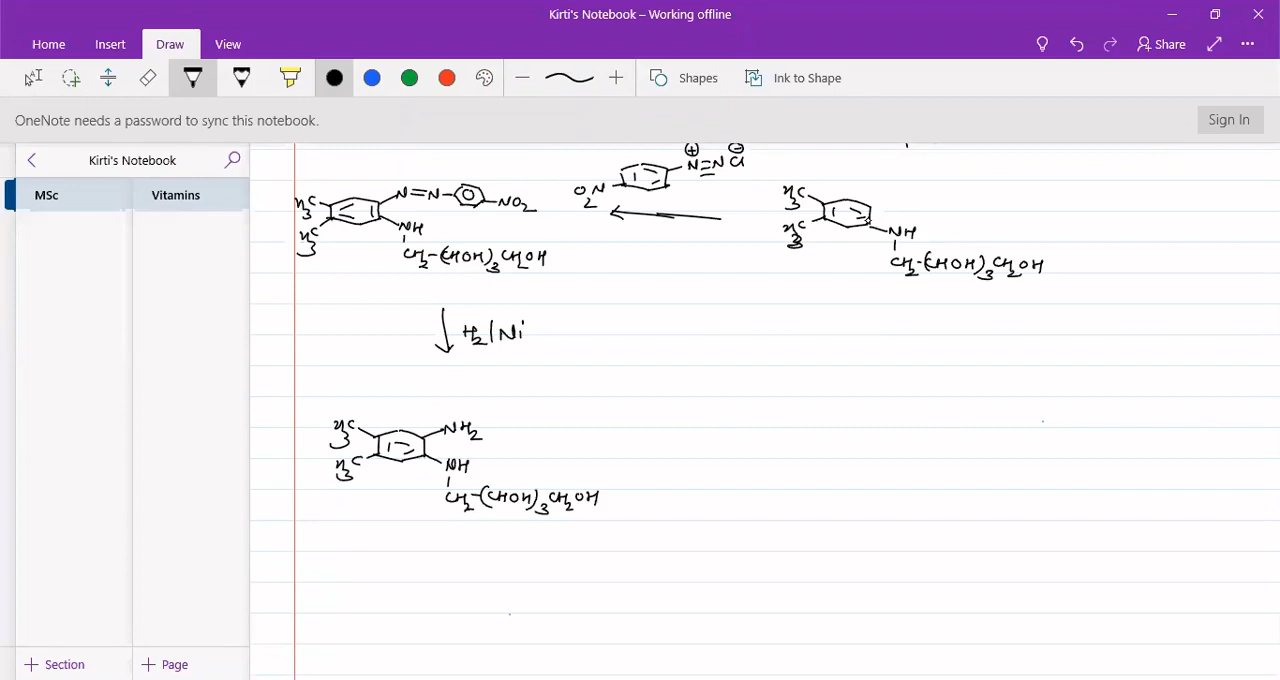 Kirti's Notebook – Working offline
Home Insert Draw View
Share
Shapes Ink to Shape
OneNote needs a password to sync this notebook.
Sign In
Kirti's Notebook
MSc Vitamins
⊕ ⊖
N=N Cl
O2N
H3C N=N NO2
H3C NH
CH2-(CHOH)3CH2OH
H3C
H3C NH
CH2-(CHOH)3CH2OH
H2/Ni
H3C NH2
H3C NH
CH2-(CHOH)3CH2OH
+ Section + Page